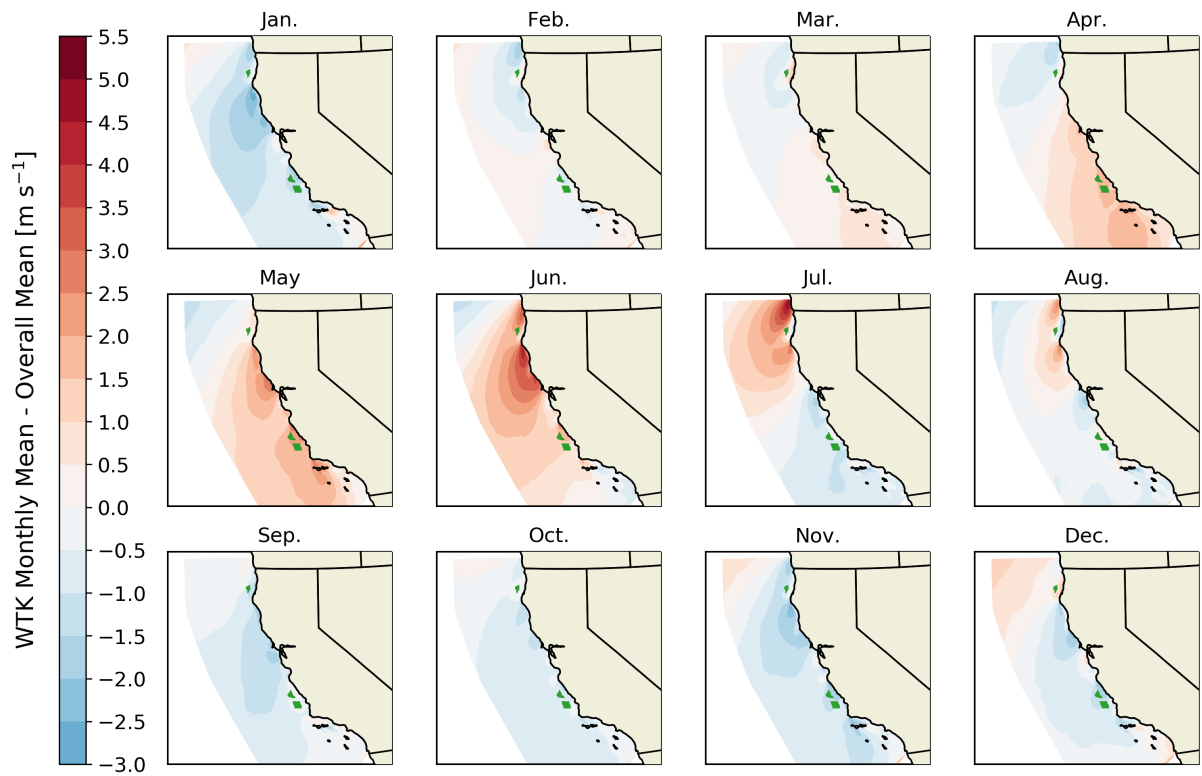 Jan.
Feb.
Mar.
Apr.
May
Jun.
Jul.
Aug.
Sep.
Oct.
Nov.
Dec.
WTK Monthly Mean - Overall Mean [m s⁻¹]
5.5
5.0
4.5
4.0
3.5
3.0
2.5
2.0
1.5
1.0
0.5
0.0
−0.5
−1.0
−1.5
−2.0
−2.5
−3.0